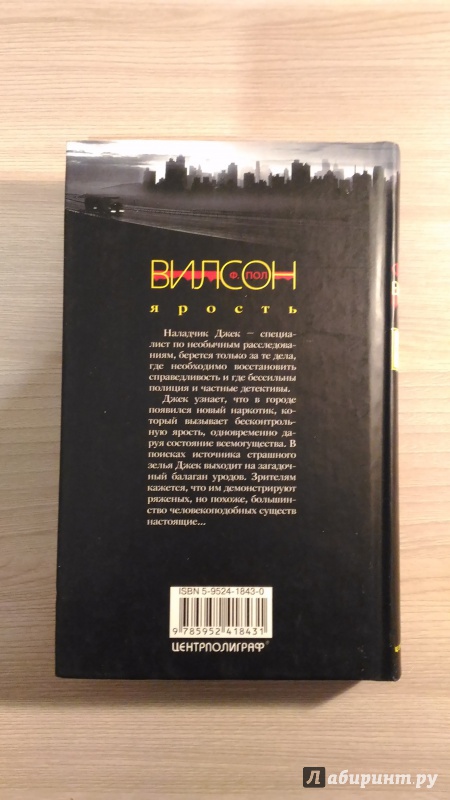 ВИЛСОН
Ф. ПОЛ
ярость
Наладчик Джек – специа-
лист по необычным расследова-
ниям, берется только за те дела,
где необходимо восстановить
справедливость и где бессильны
полиция и частные детективы.
Джек узнает, что в городе
появился новый наркотик, ко-
торый вызывает бесконтроль-
ную ярость, одновременно да-
руя состояние всемогущества. В
поисках источника страшного
зелья Джек выходит на загадоч-
ный балаган уродов. Зрителям
кажется, что им демонстрируют
ряженых, но похоже, большин-
ство человекоподобных существ
настоящие...
ISBN 5-9524-1843-0
9 785952 418431
ЦЕНТРПОЛИГРАФ®
Лабиринт.ру